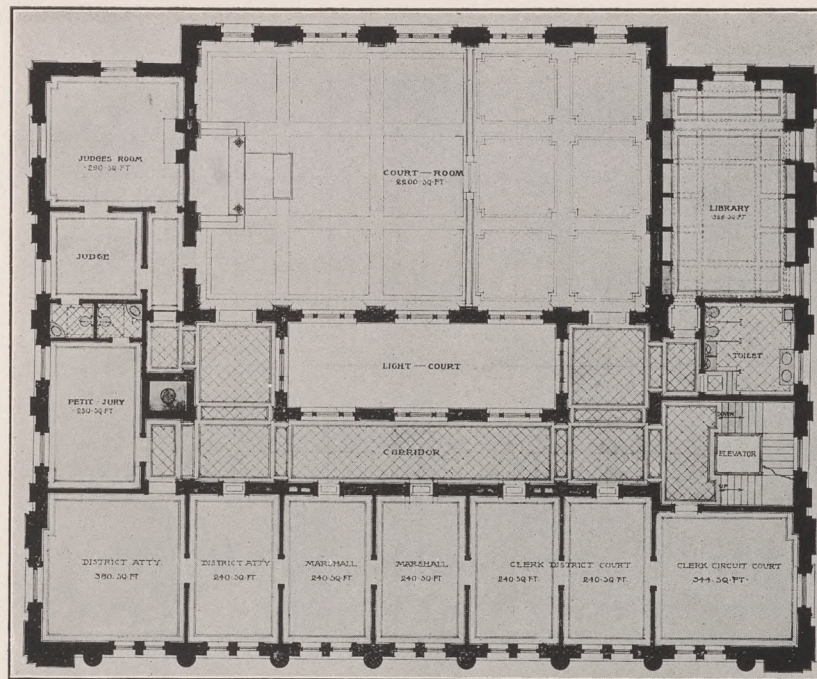 JUDGES ROOM
290 SQ FT
COURT—ROOM
2200 SQ FT
LIBRARY
JUDGE
LIGHT—COURT
TOILET
PETIT-JURY
250 SQ FT
CORRIDOR
DOWN
ELEVATOR
UP
DISTRICT ATTY.
380 SQ FT
DISTRICT ATTY
240 SQ FT
MARSHALL
240 SQ FT
MARSHALL
240 SQ FT
CLERK DISTRICT COURT
240 SQ FT. 240 SQ FT.
CLERK CIRCUIT COURT
344 SQ FT.